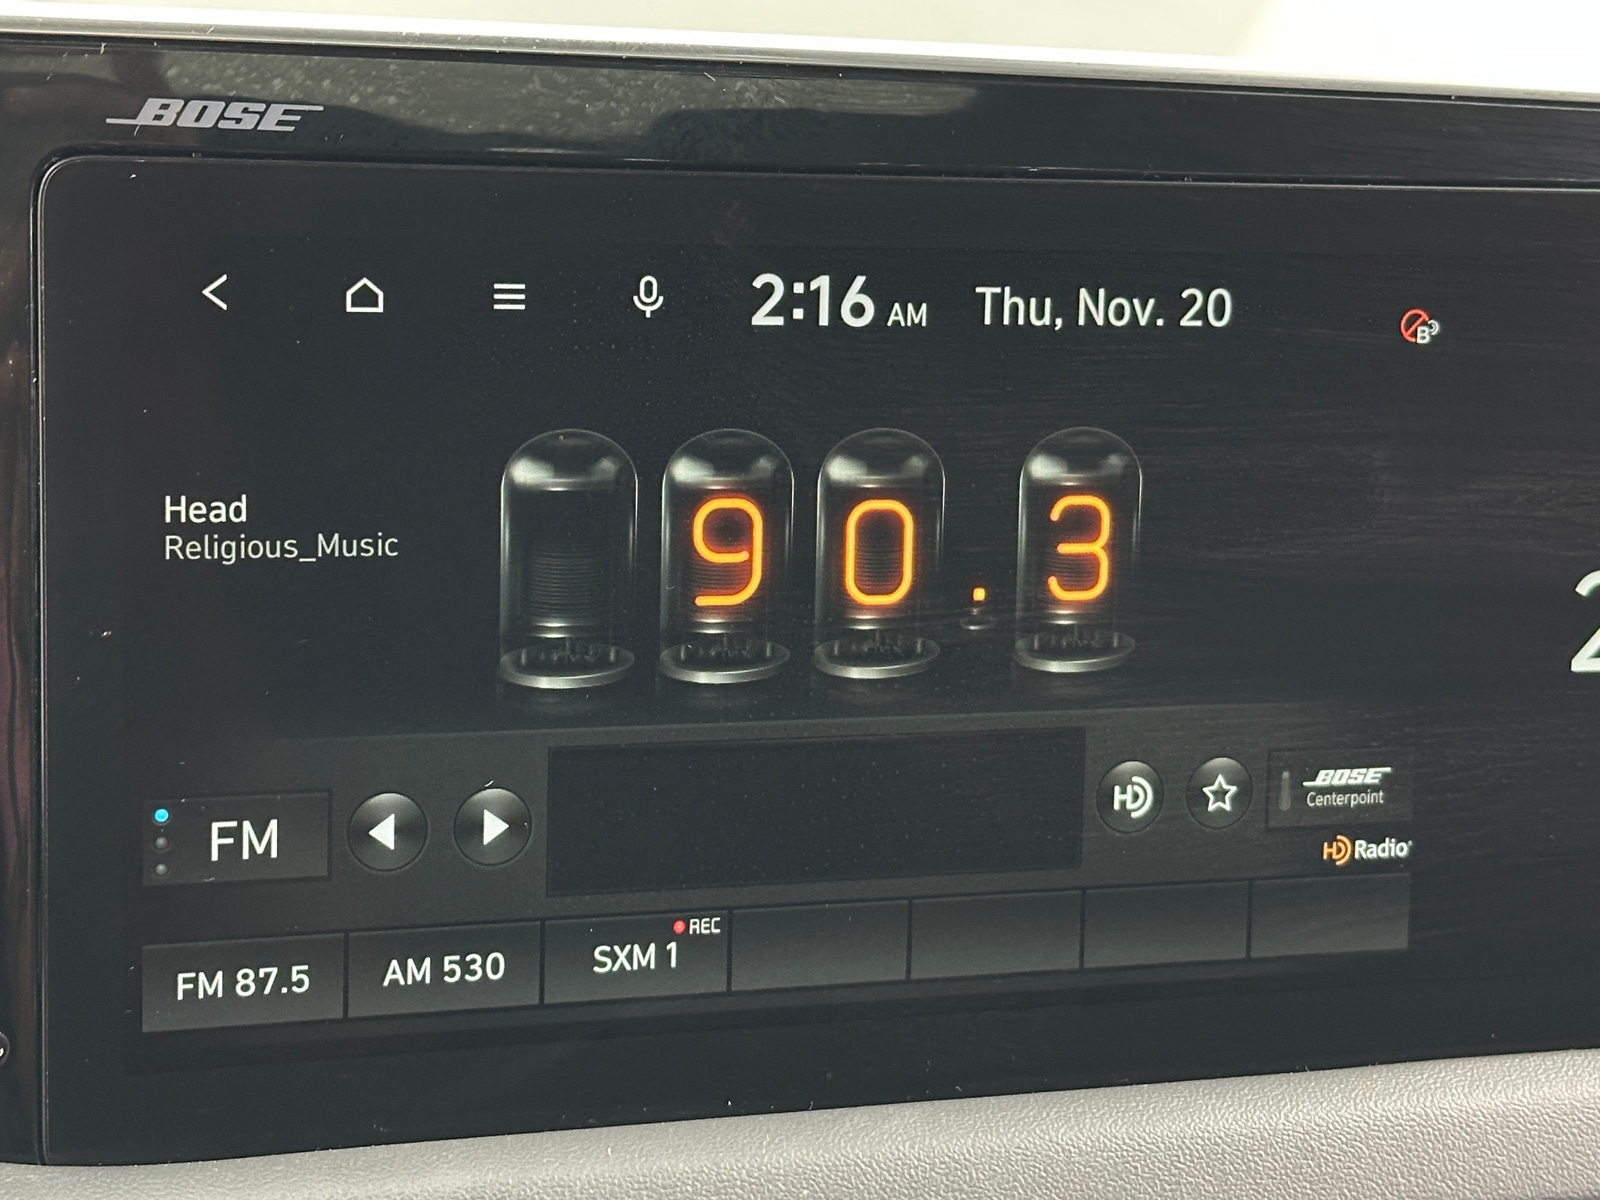 BOSE
2:16 AM Thu, Nov. 20
B
Head
Religious_Music
90.3
FM
HD
BOSE
Centerpoint
HD Radio
FM 87.5
AM 530
REC
SXM 1